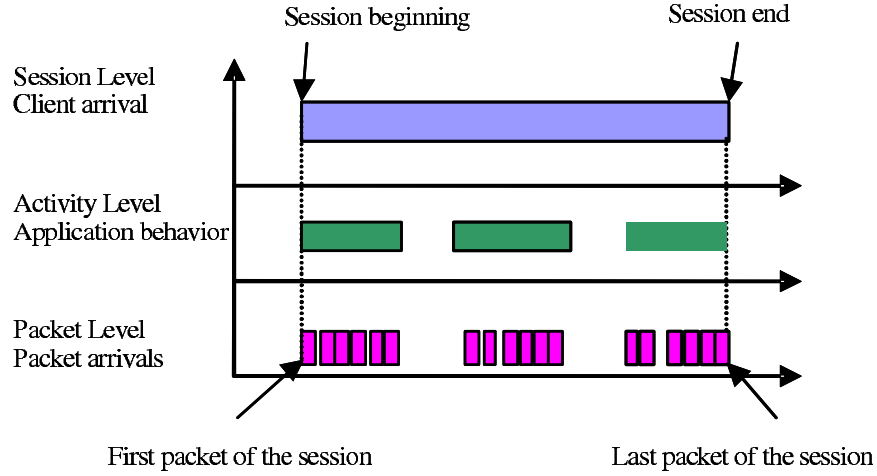 Session beginning
Session end
Session Level
Client arrival
Activity Level
Application behavior
Packet Level
Packet arrivals
First packet of the session
Last packet of the session